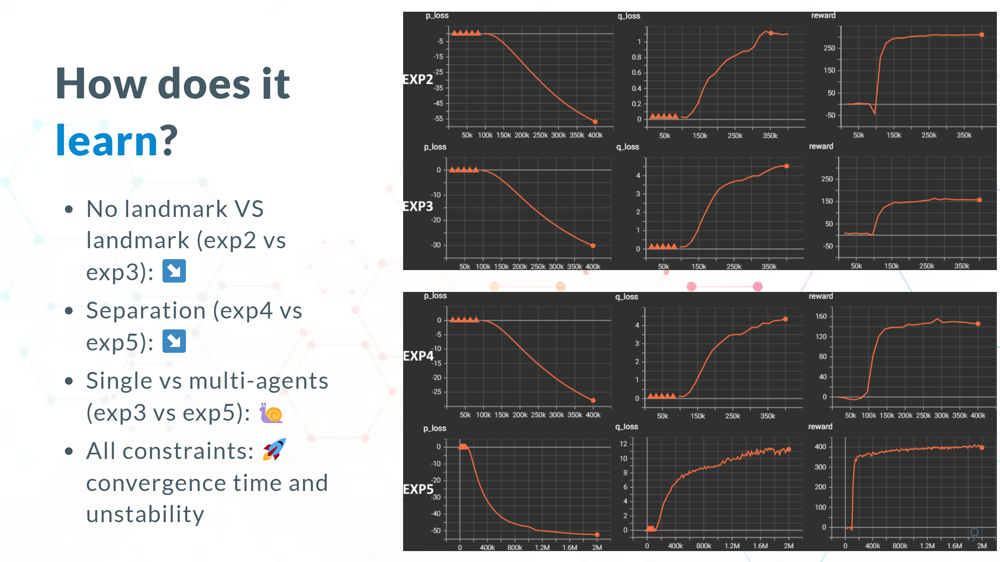 How does it
learn?
No landmark VS
landmark (exp2 vs
exp3): ↘️
Separation (exp4 vs
exp5): ↘️
Single vs multi-agents
(exp3 vs exp5): 🐌
All constraints: 🚀
convergence time and
unstability
p_loss q_loss reward
EXP2
-5 -15 -25 -35 -45 -55
50k 100k 150k 200k 250k 300k 350k 400k
1 0.8 0.6 0.4 0.2 0
50k 150k 250k 350k
250 150 50 -50
50k 150k 250k 350k
p_loss q_loss reward
EXP3
0 -10 -20 -30
50k 100k 150k 200k 250k 300k 350k 400k
4 3 2 1 0
50k 150k 250k 350k
250 150 50 -50
50k 150k 250k 350k
p_loss q_loss reward
EXP4
0 -5 -10 -15 -20 -25
50k 100k 150k 200k 250k 300k 350k 400k
4 3 2 1 0
50k 150k 250k 350k
160 120 80 40 0
50k 100k 150k 200k 250k 300k 350k 400k
p_loss q_loss reward
EXP5
0 -10 -20 -30 -40 -50
0 400k 800k 1.2M 1.6M 2M
12 10 8 6 4 2 0
0 400k 800k 1.2M 1.6M 2M
400 300 200 100 0
0 400k 800k 1.2M 1.6M 2M
9